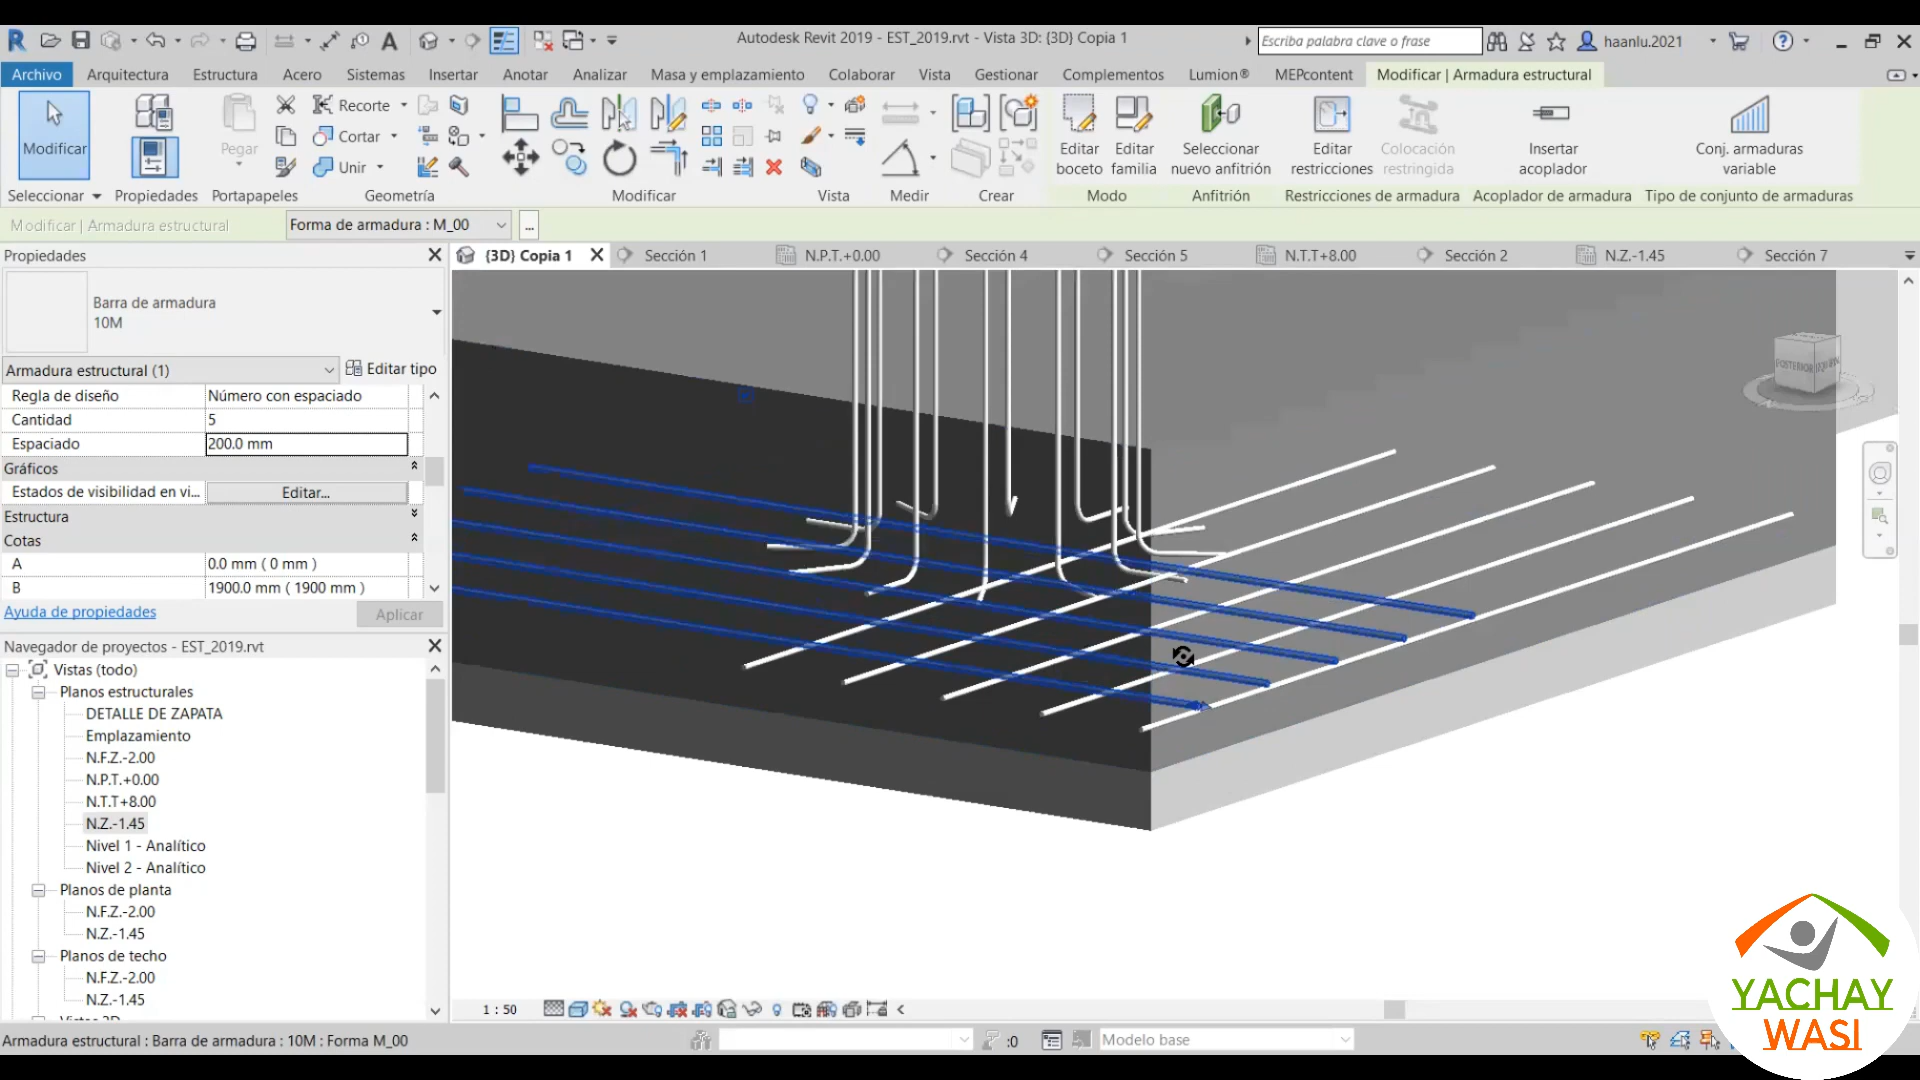 Autodesk Revit 2019 - EST_2019.rvt - Vista 3D: {3D} Copia 1
Escriba palabra clave o frase
haanlu.2021
Archivo Arquitectura Estructura Acero Sistemas Insertar Anotar Analizar Masa y emplazamiento Colaborar Vista Gestionar Complementos Lumion® MEPcontent Modificar | Armadura estructural
Modificar
Pegar
Recorte
Cortar
Unir
Editar boceto
Editar familia
Seleccionar nuevo anfitrión
Editar restricciones
Colocación restringida
Insertar acoplador
Conj. armaduras variable
Seleccionar Propiedades Portapapeles Geometría Modificar Vista Medir Crear Modo Anfitrión Restricciones de armadura Acoplador de armadura Tipo de conjunto de armaduras
Modificar | Armadura estructural
Forma de armadura : M_00
...
Propiedades
{3D} Copia 1 Sección 1 N.P.T.+0.00 Sección 4 Sección 5 N.T.T+8.00 Sección 2 N.Z.-1.45 Sección 7
Barra de armadura
10M
Armadura estructural (1)
Editar tipo
Regla de diseño Número con espaciado
Cantidad 5
Espaciado 200.0 mm
Gráficos
Estados de visibilidad en vi... Editar...
Estructura
Cotas
A 0.0 mm ( 0 mm )
B 1900.0 mm ( 1900 mm )
Ayuda de propiedades
Aplicar
Navegador de proyectos - EST_2019.rvt
Vistas (todo)
Planos estructurales
DETALLE DE ZAPATA
Emplazamiento
N.F.Z.-2.00
N.P.T.+0.00
N.T.T+8.00
N.Z.-1.45
Nivel 1 - Analítico
Nivel 2 - Analítico
Planos de planta
N.F.Z.-2.00
N.Z.-1.45
Planos de techo
N.F.Z.-2.00
N.Z.-1.45
POSTERIOR
1 : 50
Armadura estructural : Barra de armadura : 10M : Forma M_00
:0
Modelo base
YACHAY
WASI